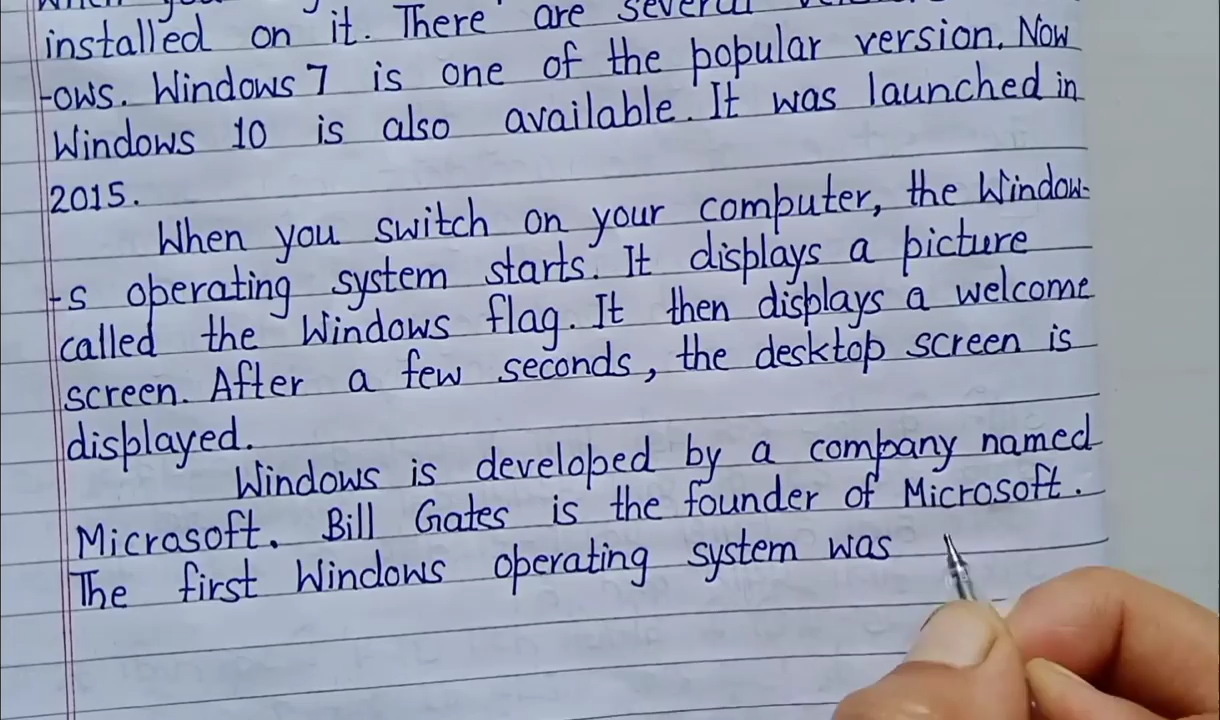 When you
installed on it. There are several
-ows. Windows 7 is one of the popular version. Now
Windows 10 is also available. It was launched in
2015.
When you switch on your computer, the Window-
-s operating system starts. It displays a picture
called the Windows flag. It then displays a welcome
screen. After a few seconds, the desktop screen is
displayed.
Windows is developed by a company named
Microsoft. Bill Gates is the founder of Microsoft.
The first Windows operating system was